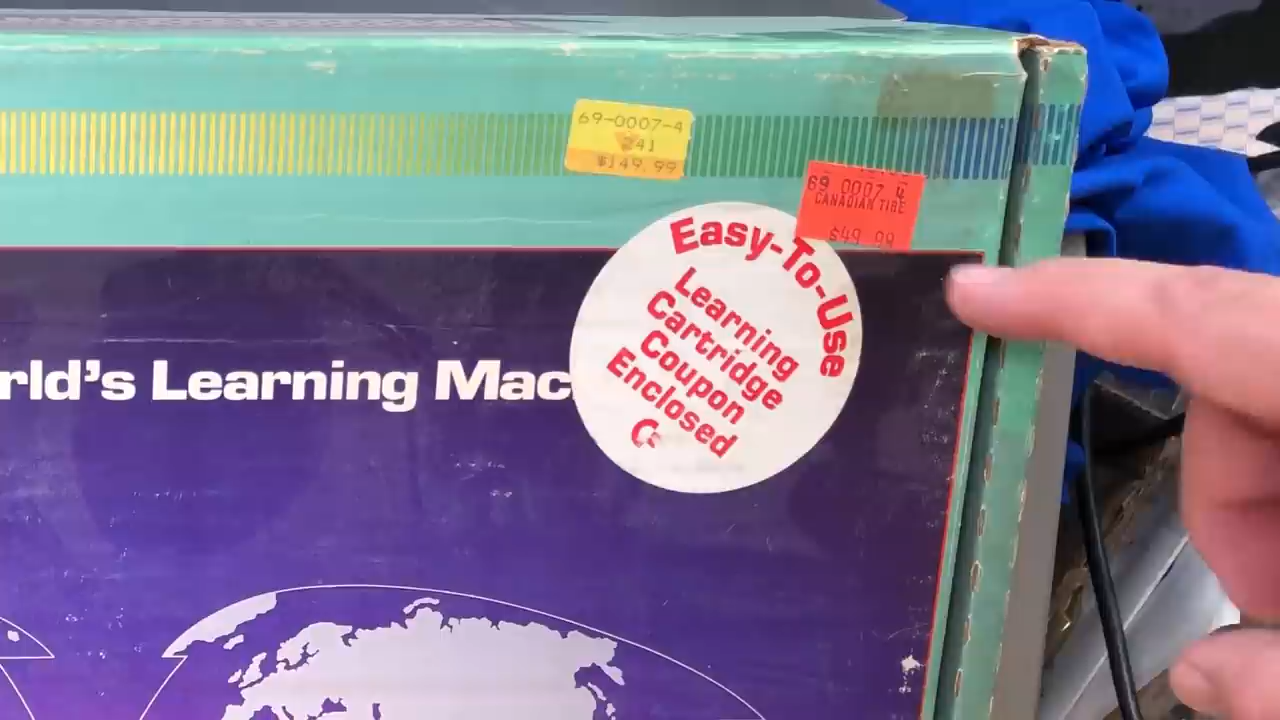 69-0007-4
241
$149.99
69 0007 4
CANADIAN TIRE
$49 99
Easy-To-Use
Learning
Cartridge
Coupon
Enclosed
rld's Learning Mac